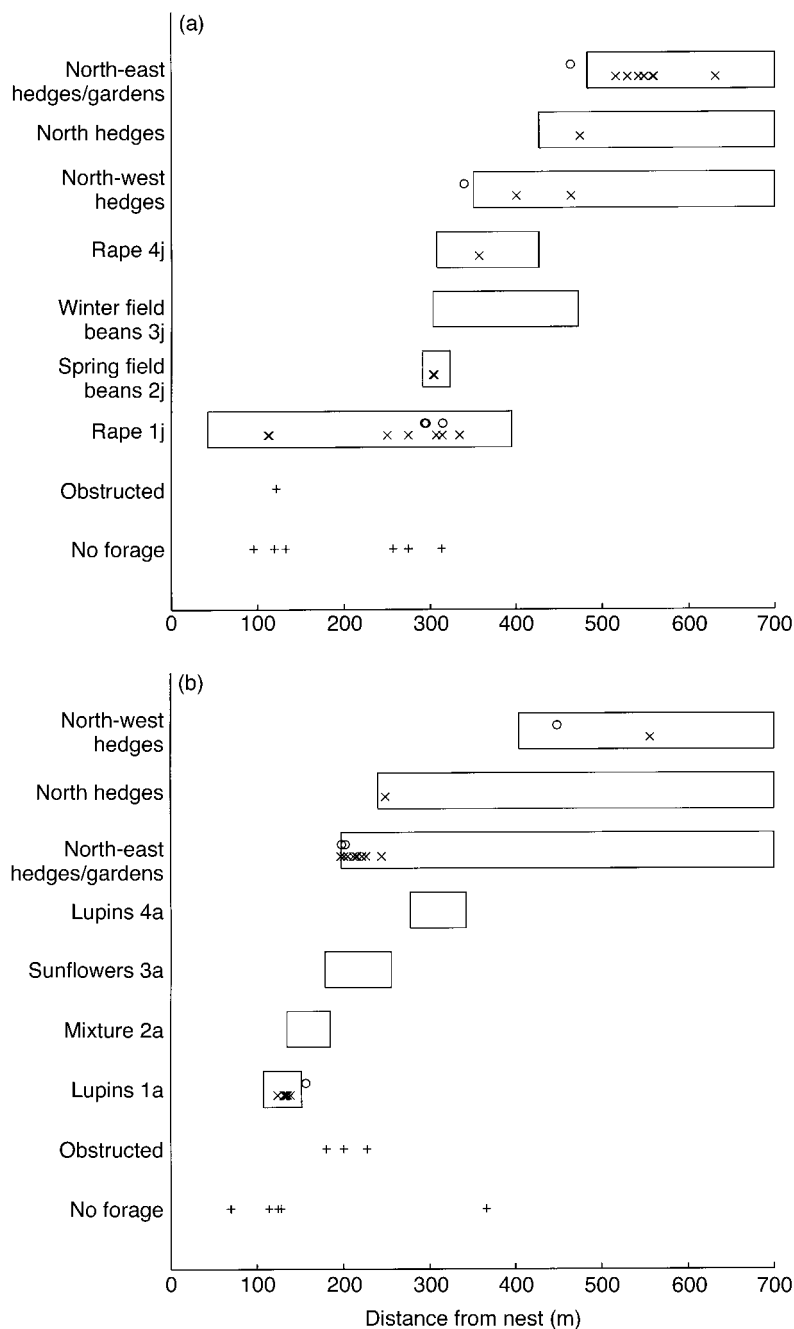 (a)
North-east
hedges/gardens
North hedges
North-west
hedges
Rape 4j
Winter field
beans 3j
Spring field
beans 2j
Rape 1j
Obstructed
No forage
0 100 200 300 400 500 600 700
(b)
North-west
hedges
North hedges
North-east
hedges/gardens
Lupins 4a
Sunflowers 3a
Mixture 2a
Lupins 1a
Obstructed
No forage
0 100 200 300 400 500 600 700
Distance from nest (m)